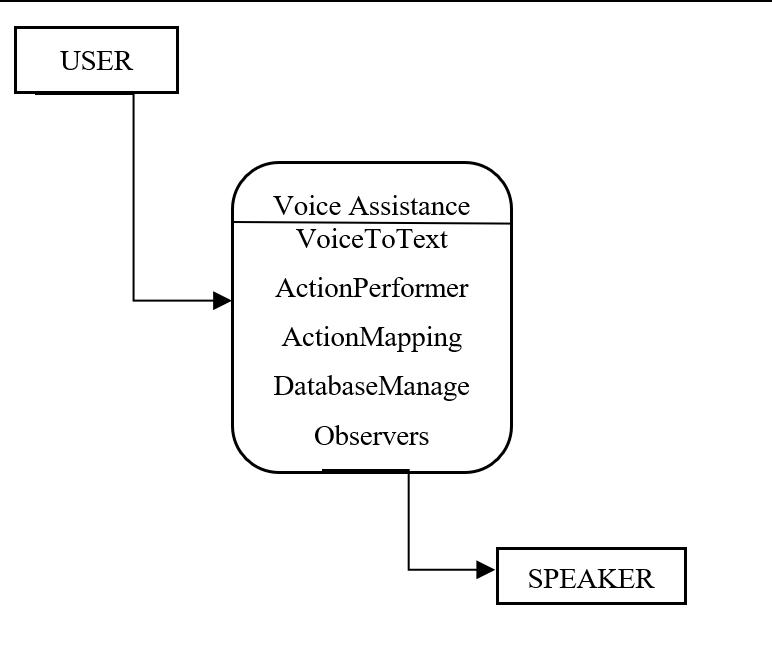 USER
Voice Assistance
VoiceToText
ActionPerformer
ActionMapping
DatabaseManage
Observers
SPEAKER